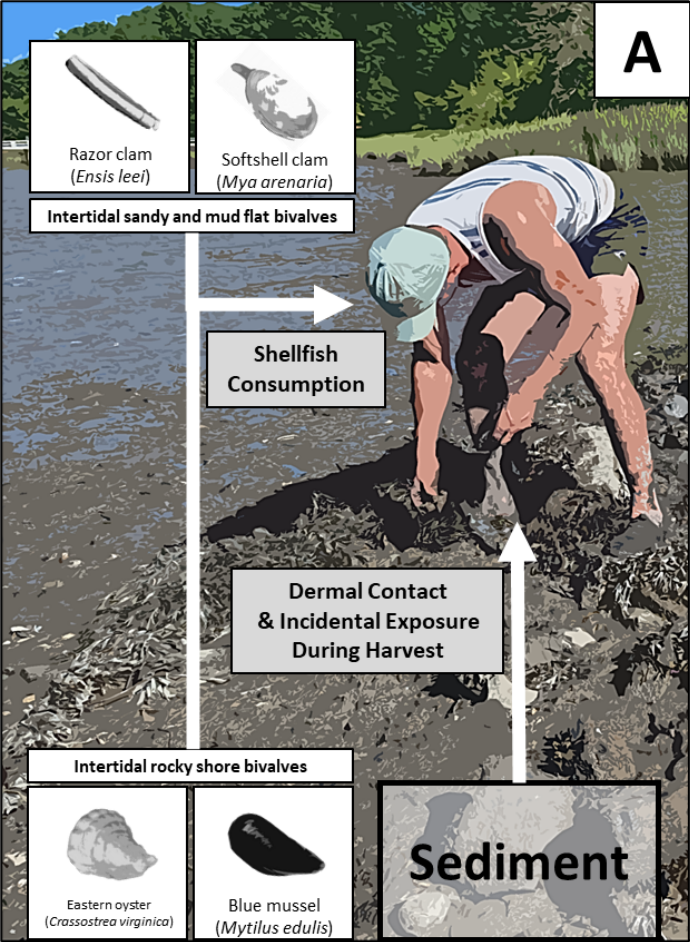 A
Razor clam
(Ensis leei)
Softshell clam
(Mya arenaria)
Intertidal sandy and mud flat bivalves
Shellfish
Consumption
Dermal Contact
& Incidental Exposure
During Harvest
Intertidal rocky shore bivalves
Eastern oyster
(Crassostrea virginica)
Blue mussel
(Mytilus edulis)
Sediment